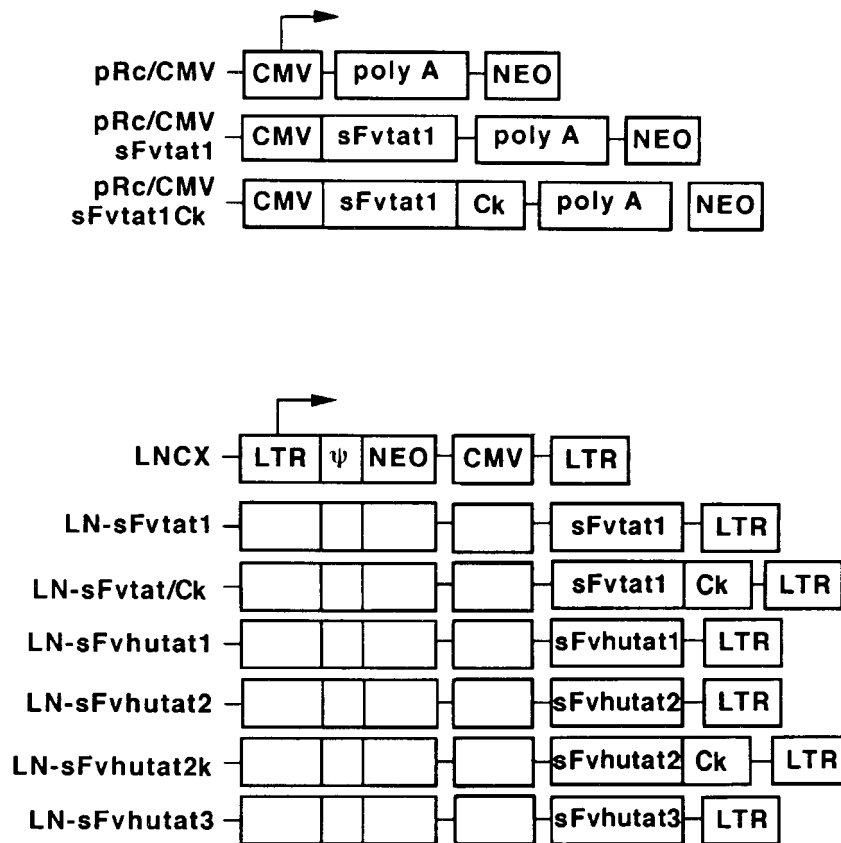 pRc/CMV CMV poly A NEO
pRc/CMV
sFvtat1 CMV sFvtat1 poly A NEO
pRc/CMV
sFvtat1Ck CMV sFvtat1 Ck poly A NEO
LNCX LTR ψ NEO CMV LTR
LN-sFvtat1 sFvtat1 LTR
LN-sFvtat/Ck sFvtat1 Ck LTR
LN-sFvhutat1 sFvhutat1 LTR
LN-sFvhutat2 sFvhutat2 LTR
LN-sFvhutat2k sFvhutat2 Ck LTR
LN-sFvhutat3 sFvhutat3 LTR